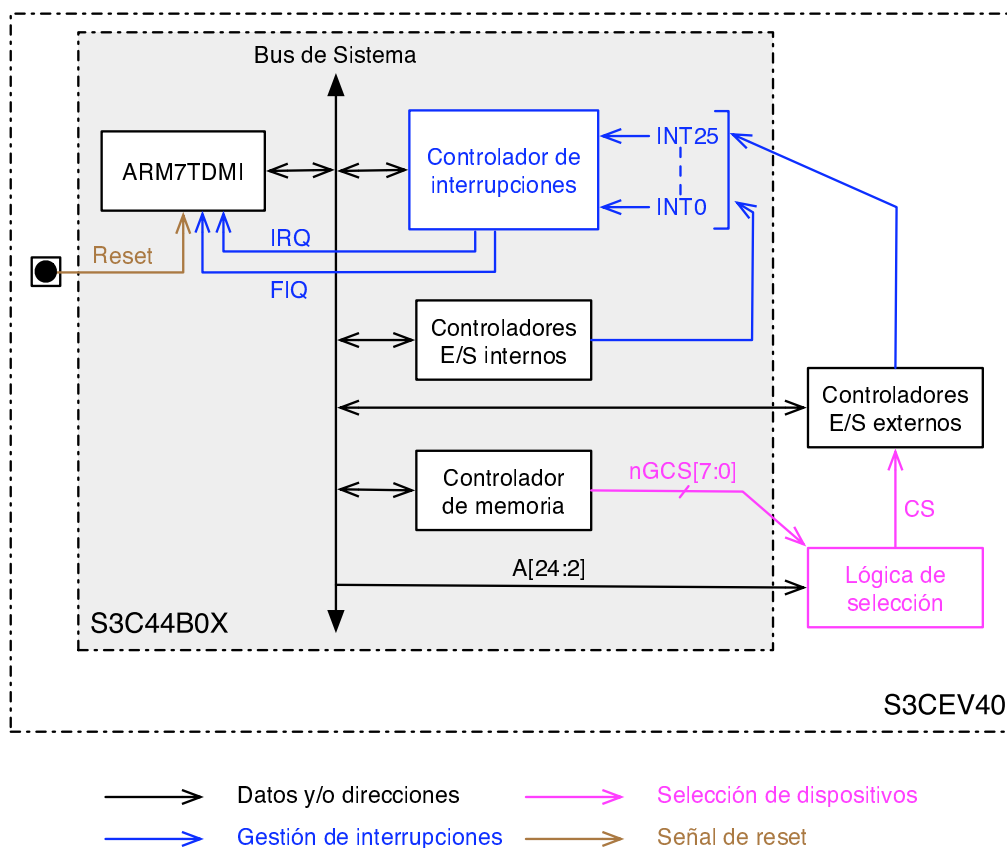 Bus de Sistema
ARM7TDMI
Controlador de
interrupciones
INT25
INT0
IRQ
Reset
FIQ
Controladores
E/S internos
Controladores
E/S externos
Controlador
de memoria
nGCS[7:0]
CS
A[24:2]
Lógica de
selección
S3C44B0X
S3CEV40
Datos y/o direcciones
Selección de dispositivos
Gestión de interrupciones
Señal de reset